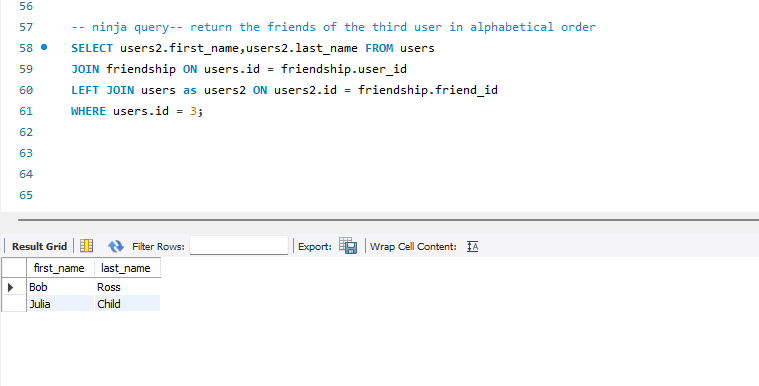 56
57 -- ninja query-- return the friends of the third user in alphabetical order
58 SELECT users2.first_name,users2.last_name FROM users
59 JOIN friendship ON users.id = friendship.user_id
60 LEFT JOIN users as users2 ON users2.id = friendship.friend_id
61 WHERE users.id = 3;
62
63
64
65
Result Grid Filter Rows: Export: Wrap Cell Content: IA
first_name last_name
Bob Ross
Julia Child